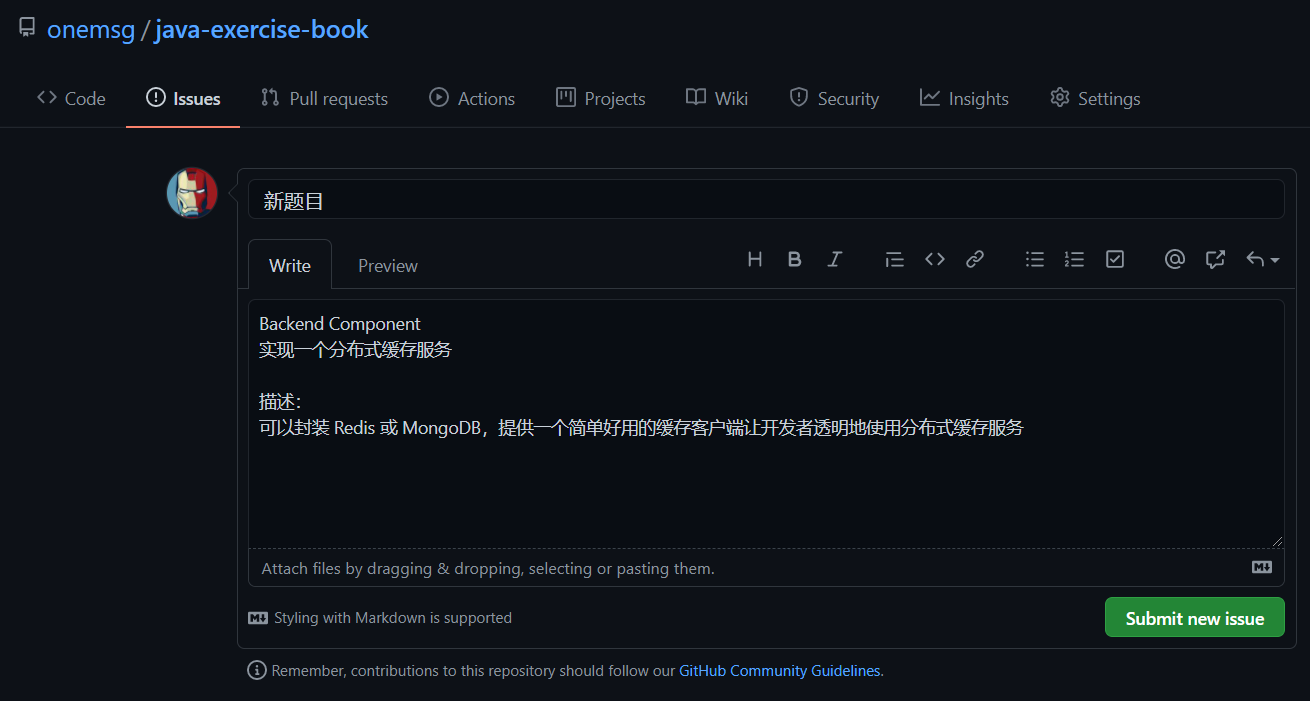 onemsg / java-exercise-book
Code Issues Pull requests Actions Projects Wiki Security Insights Settings
新题目
Write Preview
Backend Component
实现一个分布式缓存服务
描述：
可以封装 Redis 或 MongoDB，提供一个简单好用的缓存客户端让开发者透明地使用分布式缓存服务
Attach files by dragging & dropping, selecting or pasting them.
Styling with Markdown is supported
Submit new issue
Remember, contributions to this repository should follow our GitHub Community Guidelines.